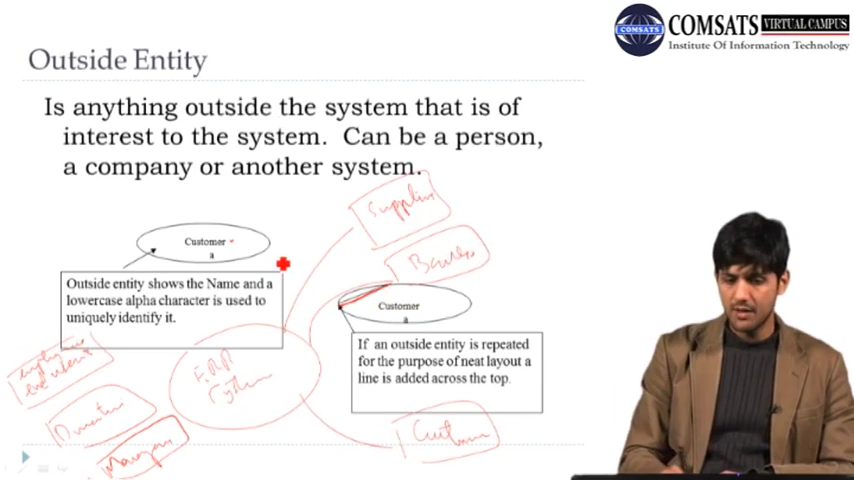 COMSATS VIRTUAL CAMPUS
COMSATS
Institute Of Information Technology
Outside Entity
Is anything outside the system that is of
interest to the system. Can be a person,
a company or another system.
Supplier
Customer
a
Banks
Outside entity shows the Name and a
lowercase alpha character is used to
uniquely identify it.
Customer
a
If an outside entity is repeated
for the purpose of neat layout a
line is added across the top.
ERP
System